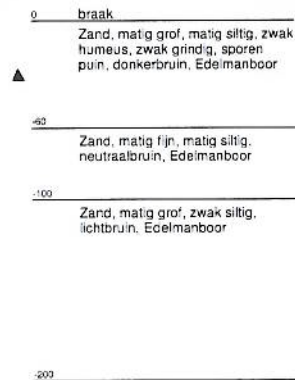 0 braak
Zand, matig grof, matig siltig, zwak
humeus, zwak grindig, sporen
puin, donkerbruin, Edelmanboor
-60
Zand, matig fijn, matig siltig,
neutraalbruin, Edelmanboor
-100
Zand, matig grof, zwak siltig,
lichtbruin, Edelmanboor
-200